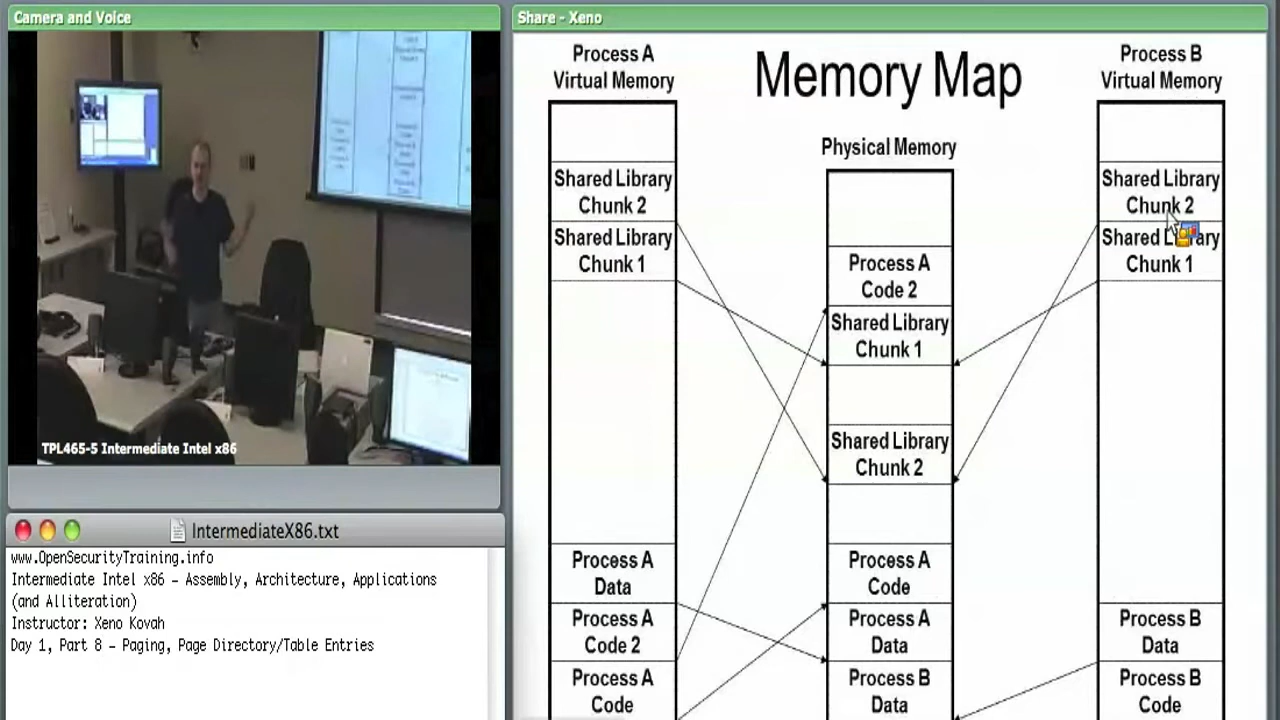 Camera and Voice
TPL465-5 Intermediate Intel x86
IntermediateX86.txt
www.OpenSecurityTraining.info
Intermediate Intel x86 – Assembly, Architecture, Applications
(and Alliteration)
Instructor: Xeno Kovah
Day 1, Part 8 – Paging, Page Directory/Table Entries
Share - Xeno
Memory Map
Process A
Virtual Memory
Shared Library
Chunk 2
Shared Library
Chunk 1
Process A
Data
Process A
Code 2
Process A
Code
Physical Memory
Process A
Code 2
Shared Library
Chunk 1
Shared Library
Chunk 2
Process A
Code
Process A
Data
Process B
Data
Process B
Virtual Memory
Shared Library
Chunk 2
Shared Library
Chunk 1
Process B
Data
Process B
Code